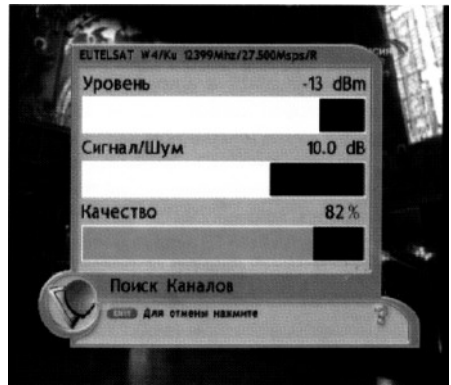 EUTELSAT W4/Ku 12399Mhz/27.500Msps/R
Уровень -13 dBm
Сигнал/Шум 10.0 dB
Качество 82%
Поиск Каналов
EXIT Для отмены нажмите